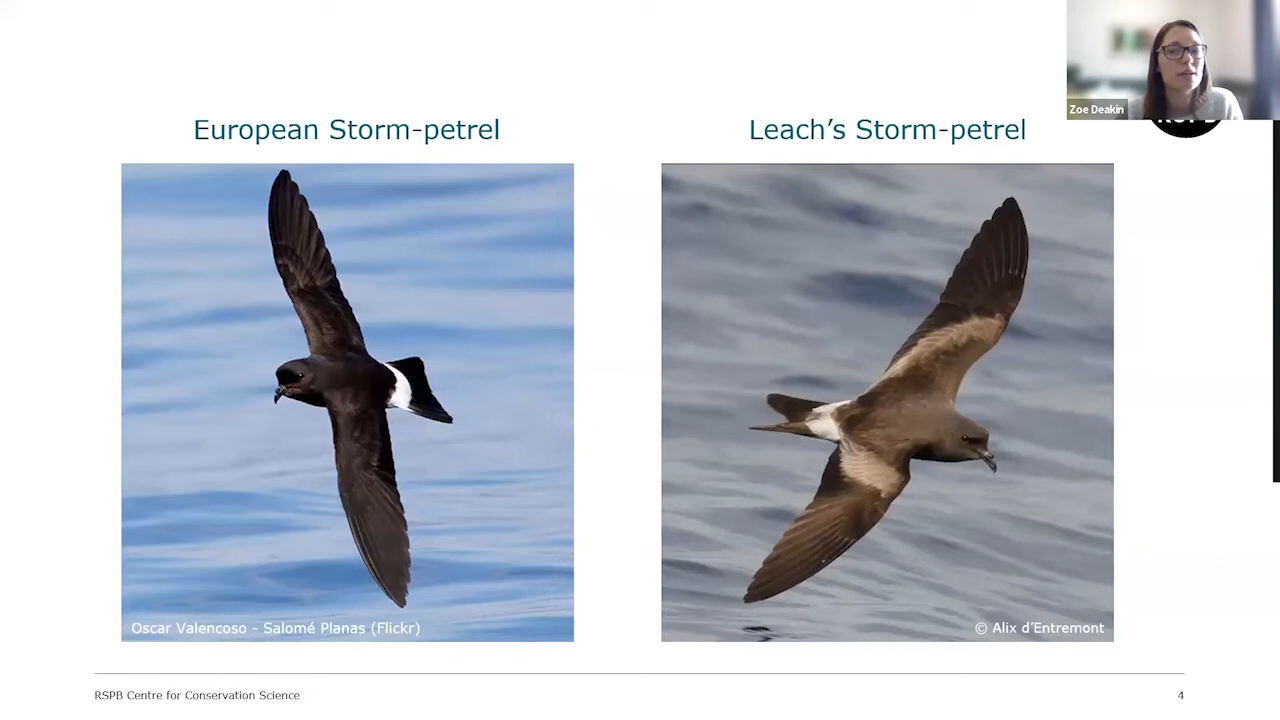 Zoe Deakin
European Storm-petrel
Leach’s Storm-petrel
Oscar Valencoso - Salomé Planas (Flickr)
© Alix d’Entremont
RSPB Centre for Conservation Science
4